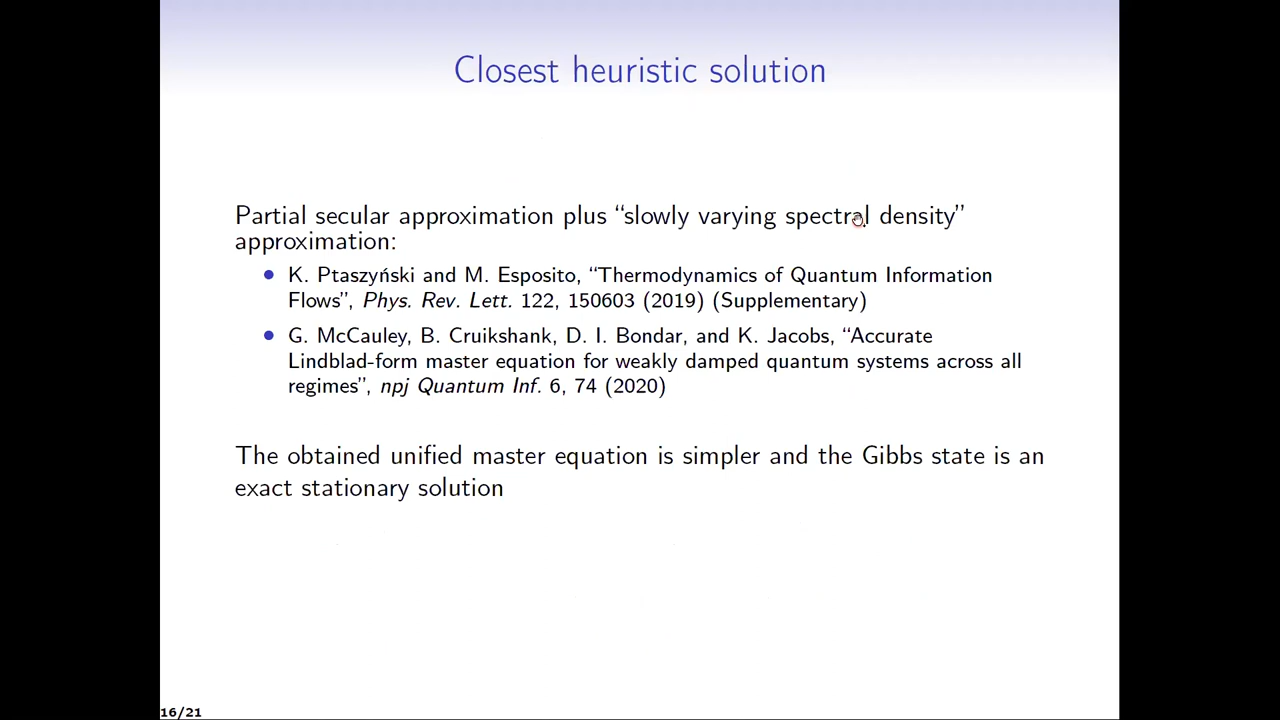 Closest heuristic solution
Partial secular approximation plus “slowly varying spectral density”
approximation:
• K. Ptaszyński and M. Esposito, “Thermodynamics of Quantum Information
Flows”, Phys. Rev. Lett. 122, 150603 (2019) (Supplementary)
• G. McCauley, B. Cruikshank, D. I. Bondar, and K. Jacobs, “Accurate
Lindblad-form master equation for weakly damped quantum systems across all
regimes”, npj Quantum Inf. 6, 74 (2020)
The obtained unified master equation is simpler and the Gibbs state is an
exact stationary solution
16/21